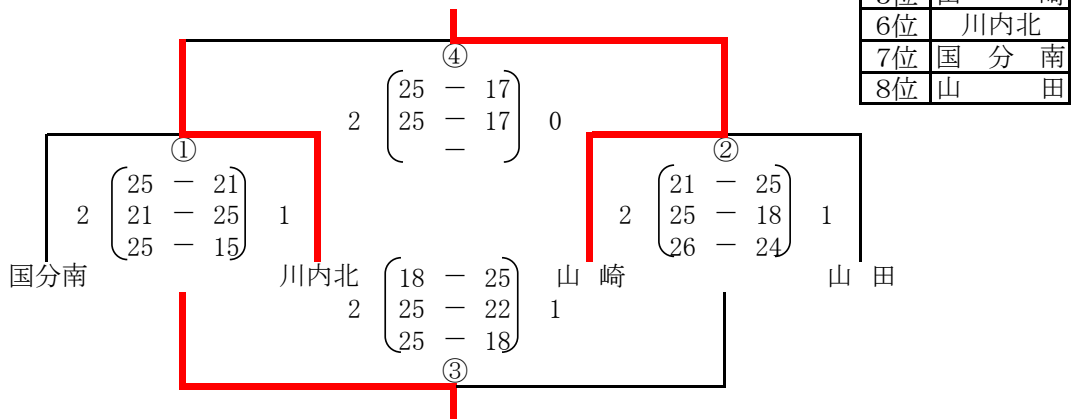 6位 川内北
7位 国 分 南
8位 山 田
④
25 － 17
2 25 － 17 0
－
①
25 － 21
2 21 － 25 1
25 － 15
②
21 － 25
2 25 － 18 1
26 － 24
国分南 川内北 山 崎 山 田
18 － 25
2 25 － 22 1
25 － 18
③